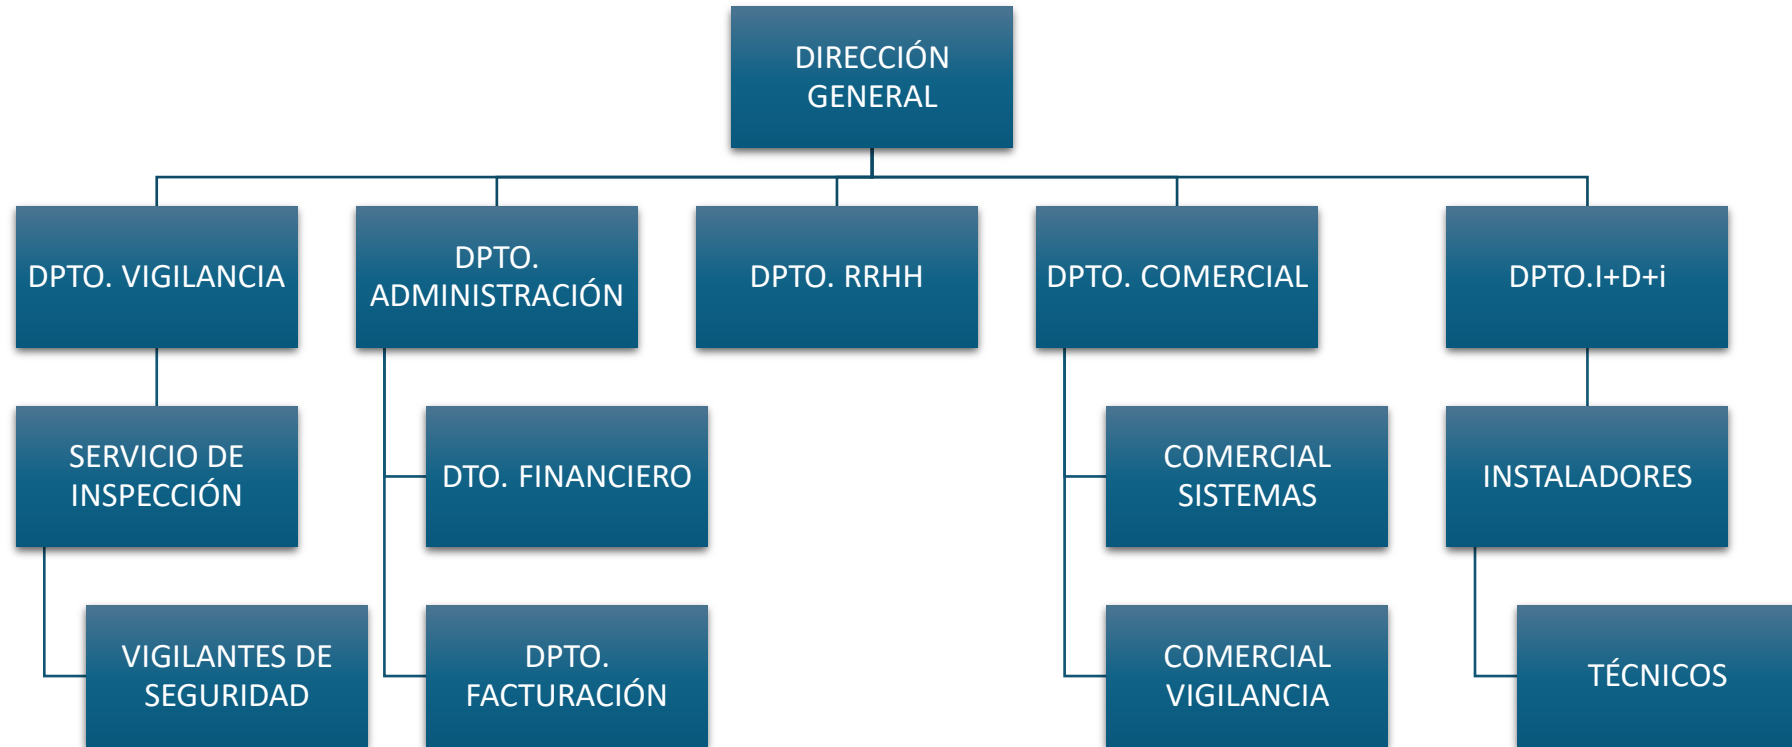 DIRECCIÓN
GENERAL
DPTO. VIGILANCIA
DPTO.
ADMINISTRACIÓN
DPTO. RRHH
DPTO. COMERCIAL
DPTO.I+D+i
SERVICIO DE
INSPECCIÓN
DTO. FINANCIERO
COMERCIAL
SISTEMAS
INSTALADORES
VIGILANTES DE
SEGURIDAD
DPTO.
FACTURACIÓN
COMERCIAL
VIGILANCIA
TÉCNICOS